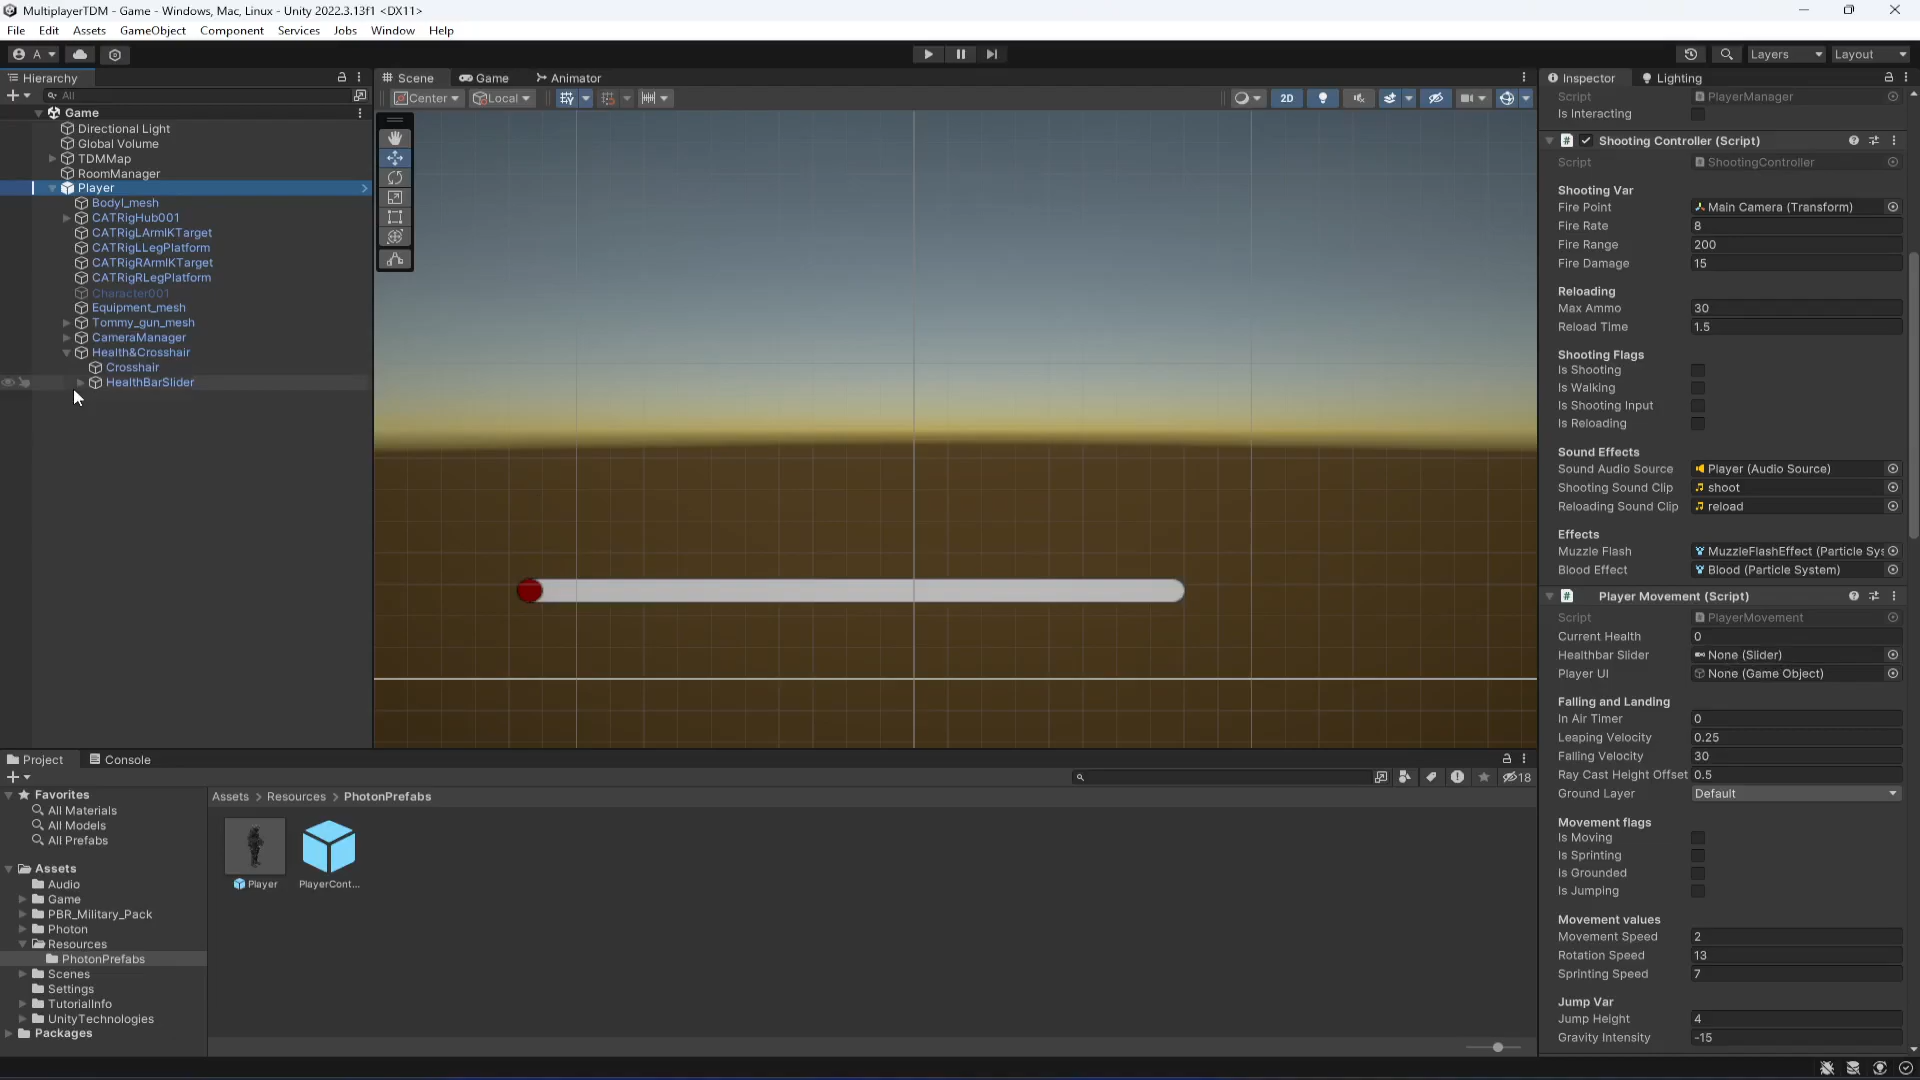 MultiplayerTDM - Game - Windows, Mac, Linux - Unity 2022.3.13f1 <DX11>
File Edit Assets GameObject Component Services Jobs Window Help
A Layers Layout
Hierarchy Scene Game Animator Inspector Lighting
All Center Local 2D
Script PlayerManager
Is Interacting
Game
Directional Light
Global Volume
TDMMap
RoomManager
Player
Bodyl_mesh
CATRigHub001
CATRigLArmIKTarget
CATRigLLegPlatform
CATRigRArmIKTarget
CATRigRLegPlatform
Character001
Equipment_mesh
Tommy_gun_mesh
CameraManager
Health&Crosshair
Crosshair
HealthBarSlider
Shooting Controller (Script)
Script ShootingController
Shooting Var
Fire Point Main Camera (Transform)
Fire Rate 8
Fire Range 200
Fire Damage 15
Reloading
Max Ammo 30
Reload Time 1.5
Shooting Flags
Is Shooting
Is Walking
Is Shooting Input
Is Reloading
Sound Effects
Sound Audio Source Player (Audio Source)
Shooting Sound Clip shoot
Reloading Sound Clip reload
Effects
Muzzle Flash MuzzleFlashEffect (Particle Sys
Blood Effect Blood (Particle System)
Player Movement (Script)
Script PlayerMovement
Current Health 0
Healthbar Slider None (Slider)
Player UI None (Game Object)
Falling and Landing
In Air Timer 0
Leaping Velocity 0.25
Falling Velocity 30
Ray Cast Height Offset 0.5
Ground Layer Default
Movement flags
Is Moving
Is Sprinting
Is Grounded
Is Jumping
Movement values
Movement Speed 2
Rotation Speed 13
Sprinting Speed 7
Jump Var
Jump Height 4
Gravity Intensity -15
Project Console
18
Favorites
All Materials
All Models
All Prefabs
Assets
Audio
Game
PBR_Military_Pack
Photon
Resources
PhotonPrefabs
Scenes
Settings
TutorialInfo
UnityTechnologies
Packages
Assets > Resources > PhotonPrefabs
Player PlayerCont...